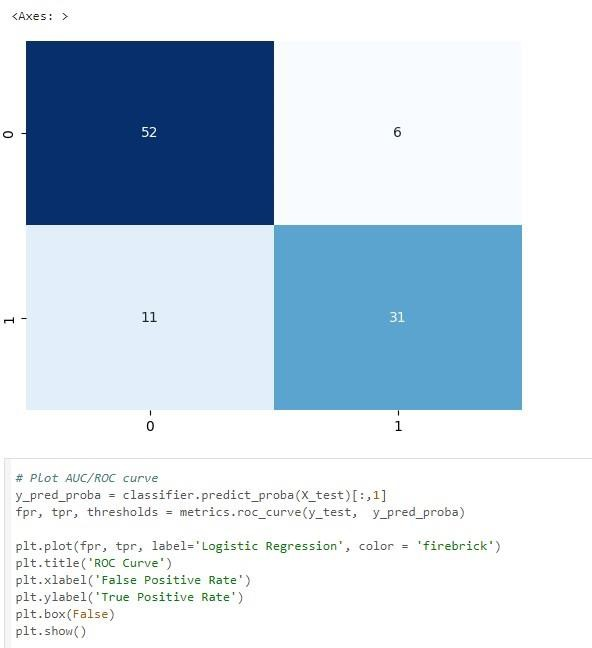 <Axes: >
0
52
6
1
11
31
0
1
# Plot AUC/ROC curve
y_pred_proba = classifier.predict_proba(X_test)[:,1]
fpr, tpr, thresholds = metrics.roc_curve(y_test,  y_pred_proba)
plt.plot(fpr, tpr, label='Logistic Regression', color = 'firebrick')
plt.title('ROC Curve')
plt.xlabel('False Positive Rate')
plt.ylabel('True Positive Rate')
plt.box(False)
plt.show()